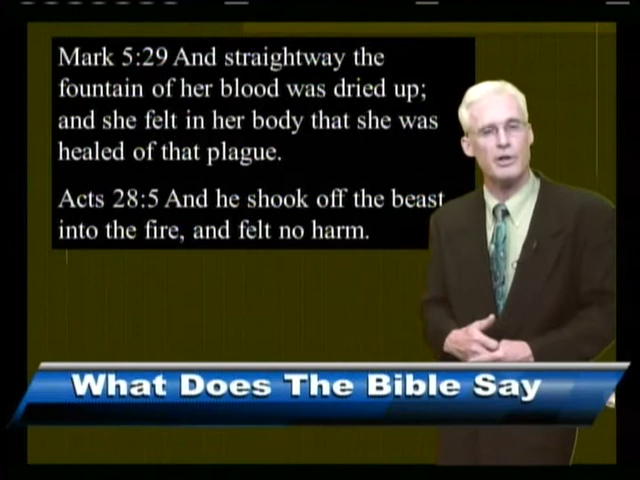 Mark 5:29 And straightway the
fountain of her blood was dried up;
and she felt in her body that she was
healed of that plague.
Acts 28:5 And he shook off the beast
into the fire, and felt no harm.
What Does The Bible Say